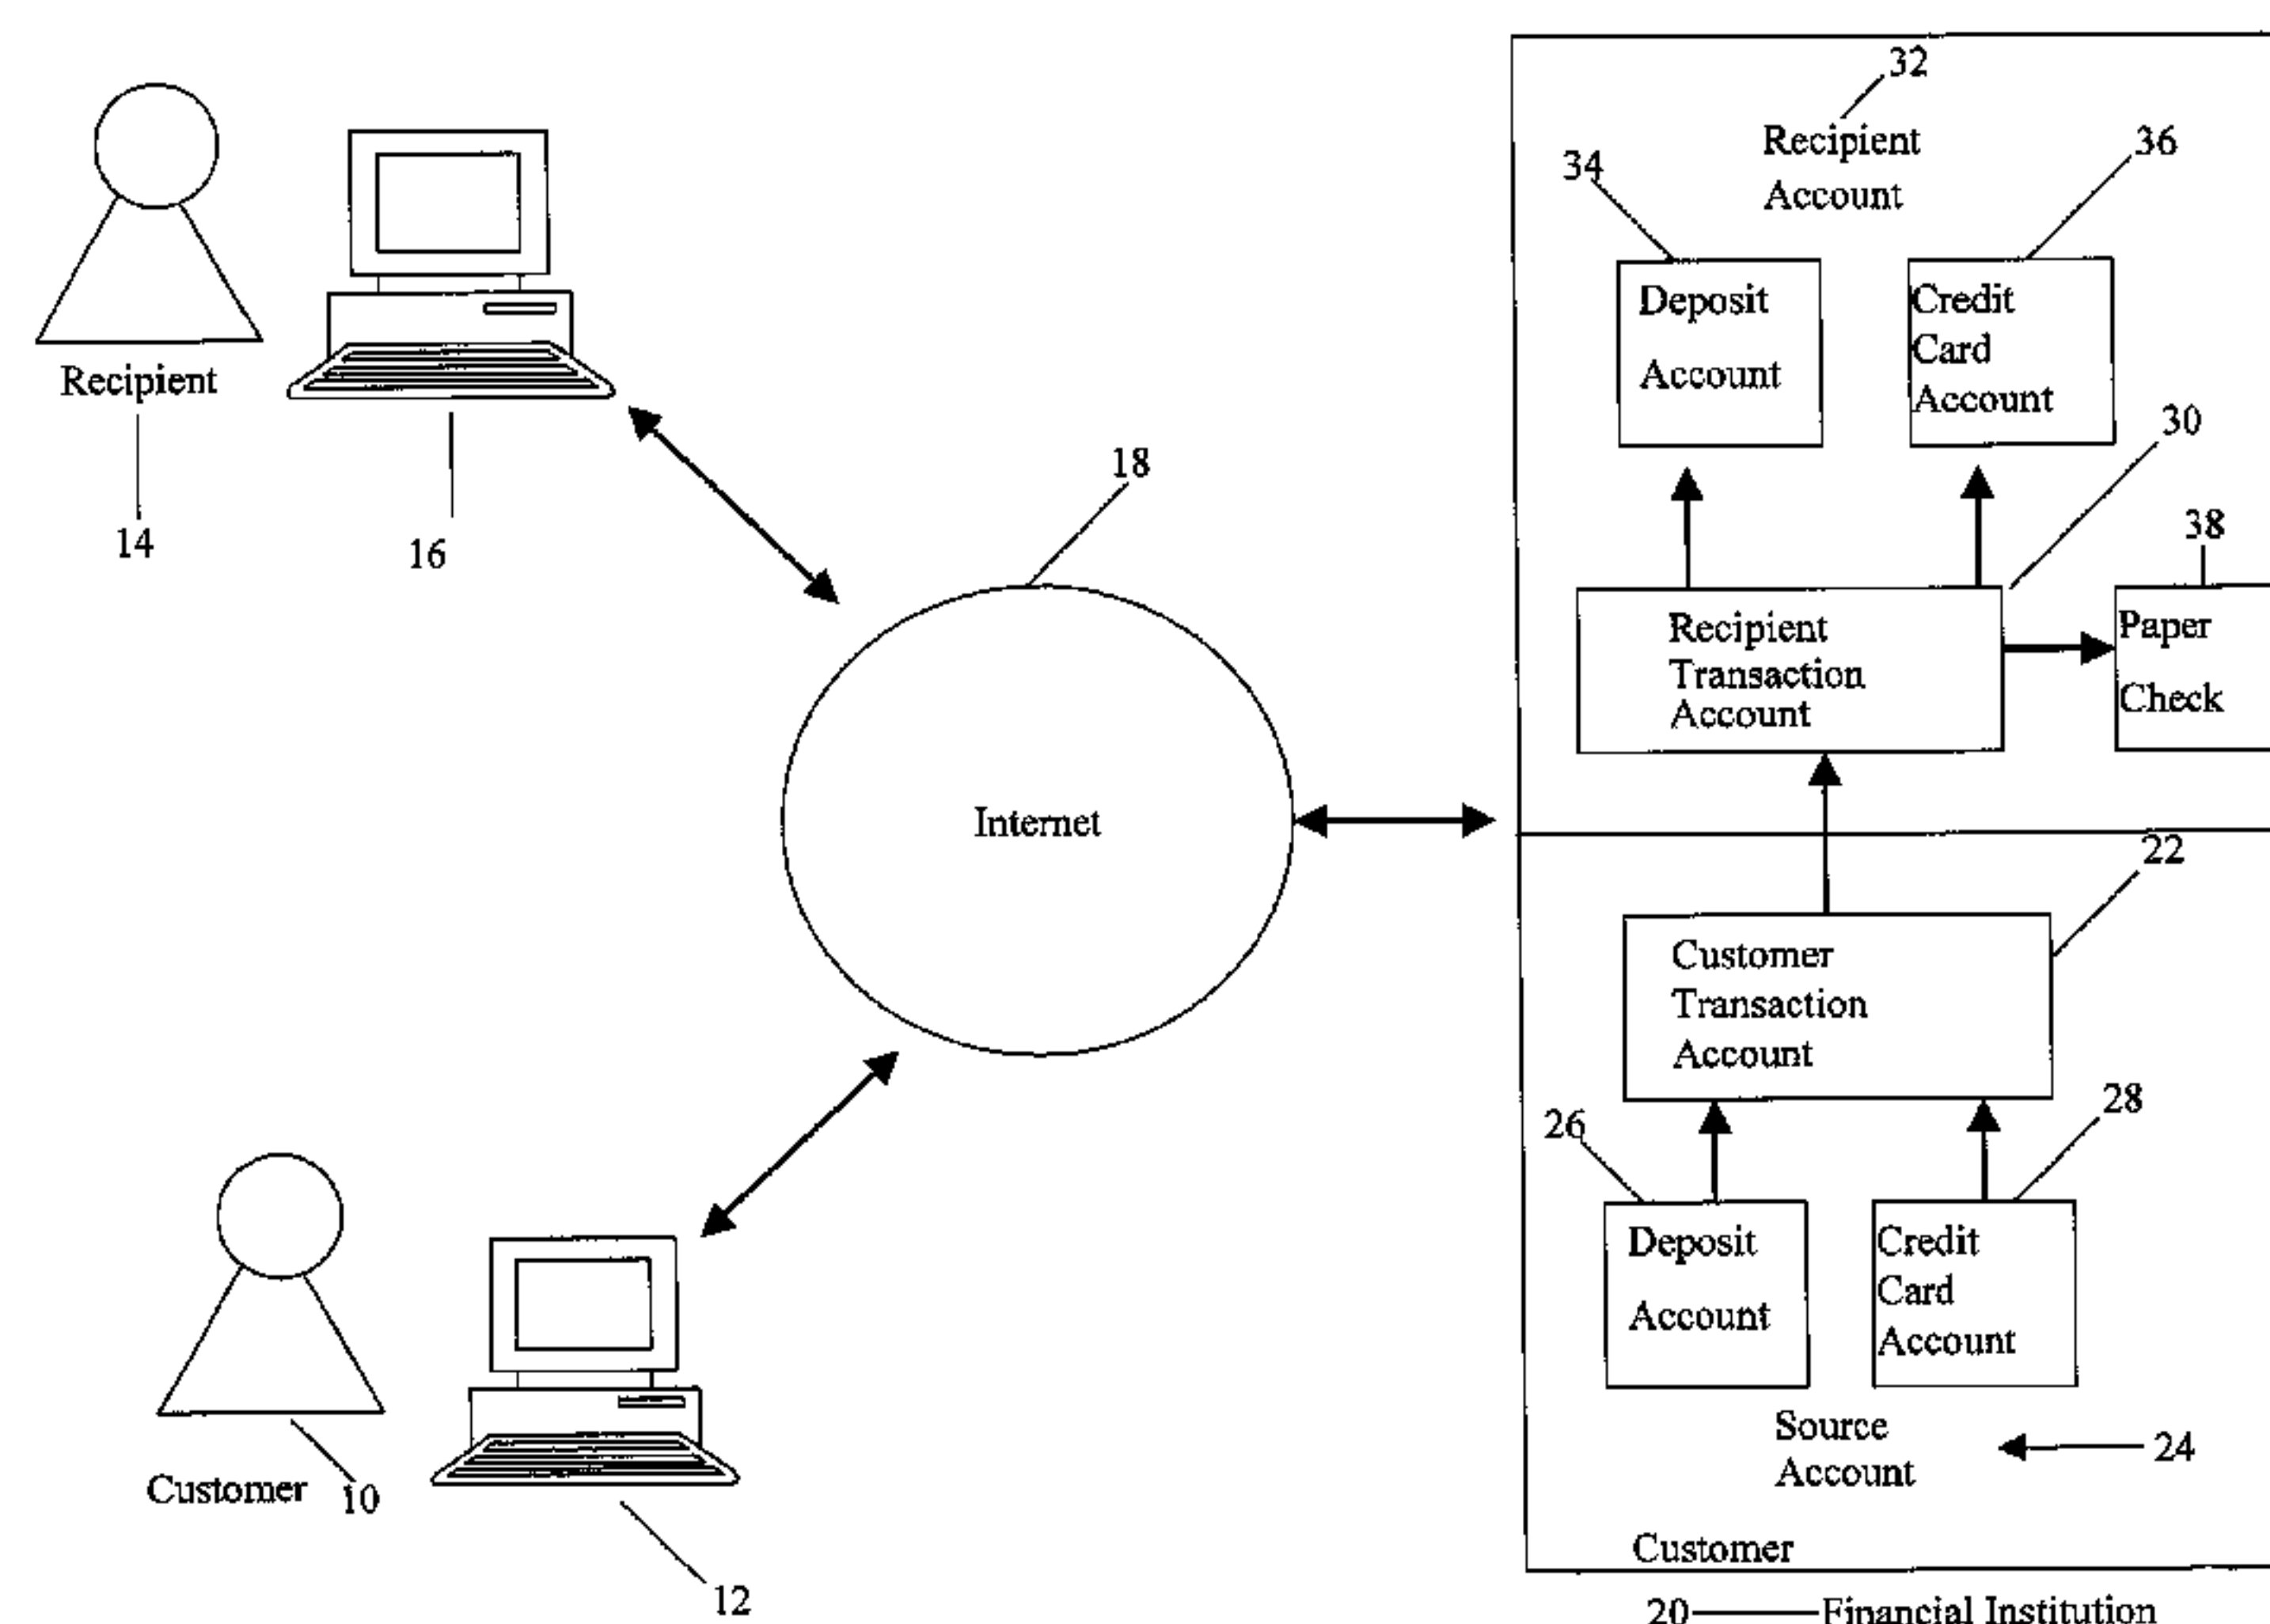 32
Recipient
Account
34
36
Deposit
Account
Credit
Card
Account
30
38
Recipient
Transaction
Account
Paper
Check
Recipient
14
16
18
Internet
22
Customer
Transaction
Account
26
28
Deposit
Account
Credit
Card
Account
Source
Account
24
Customer
20
Financial Institution
Customer
10
12